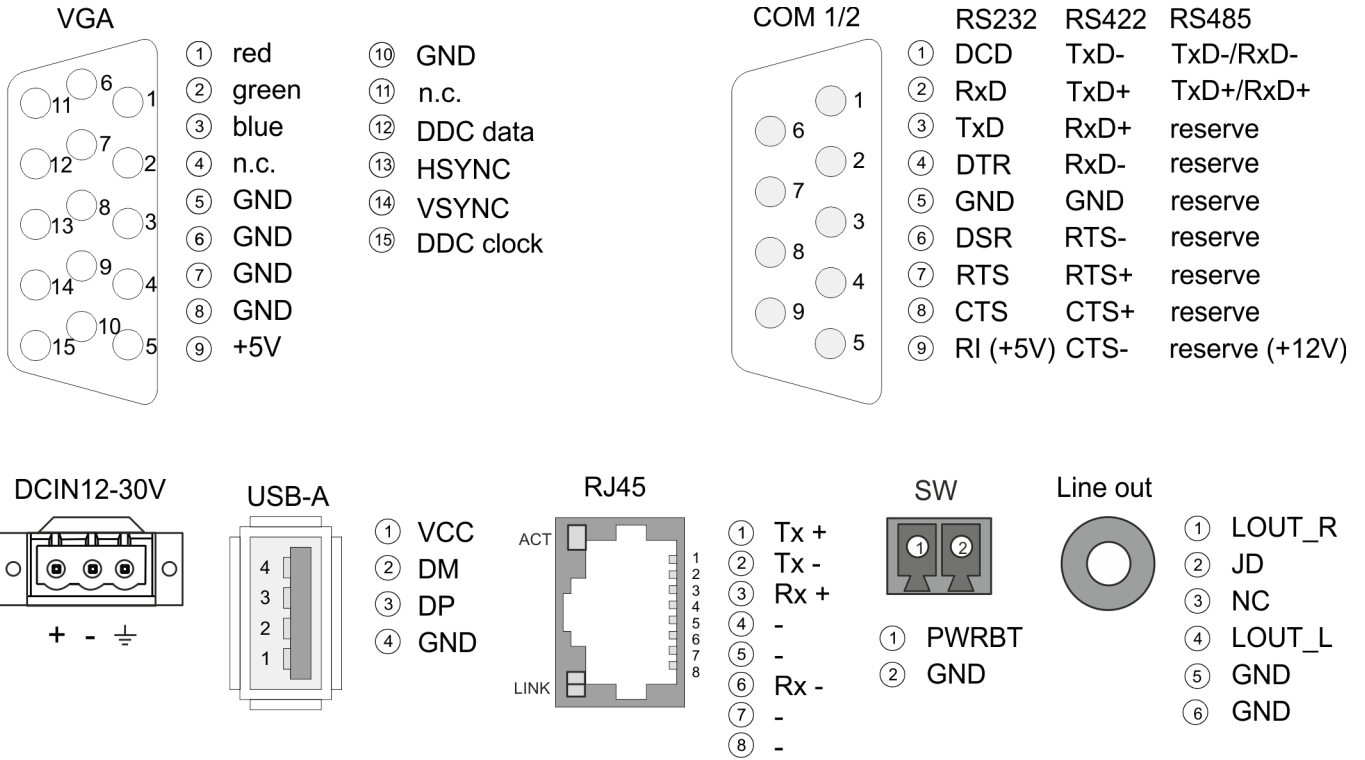 VGA
11 6 1
12 7 2
13 8 3
14 9 4
15 10 5
① red
② green
③ blue
④ n.c.
⑤ GND
⑥ GND
⑦ GND
⑧ GND
⑨ +5V
⑩ GND
⑪ n.c.
⑫ DDC data
⑬ HSYNC
⑭ VSYNC
⑮ DDC clock
COM 1/2
1
6
2
7
3
8
4
9
5
RS232 RS422 RS485
① DCD TxD- TxD-/RxD-
② RxD TxD+ TxD+/RxD+
③ TxD RxD+ reserve
④ DTR RxD- reserve
⑤ GND GND reserve
⑥ DSR RTS- reserve
⑦ RTS RTS+ reserve
⑧ CTS CTS+ reserve
⑨ RI (+5V) CTS- reserve (+12V)
DCIN12-30V
+ - ⏚
USB-A
4
3
2
1
① VCC
② DM
③ DP
④ GND
RJ45
ACT
LINK
1
2
3
4
5
6
7
8
① Tx +
② Tx -
③ Rx +
④ -
⑤ -
⑥ Rx -
⑦ -
⑧ -
SW
① ②
① PWRBT
② GND
Line out
① LOUT_R
② JD
③ NC
④ LOUT_L
⑤ GND
⑥ GND